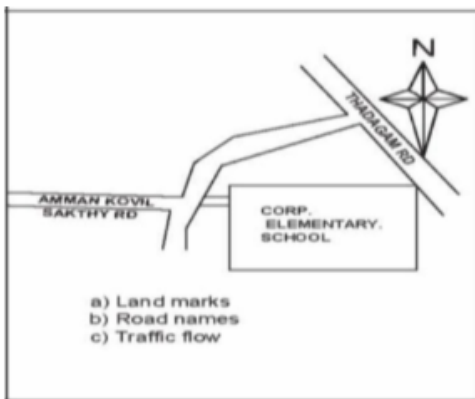 N
THADAGAM RD
AMMAN KOVIL
SAKTHY RD
CORP.
ELEMENTARY.
SCHOOL
a) Land marks
b) Road names
c) Traffic flow